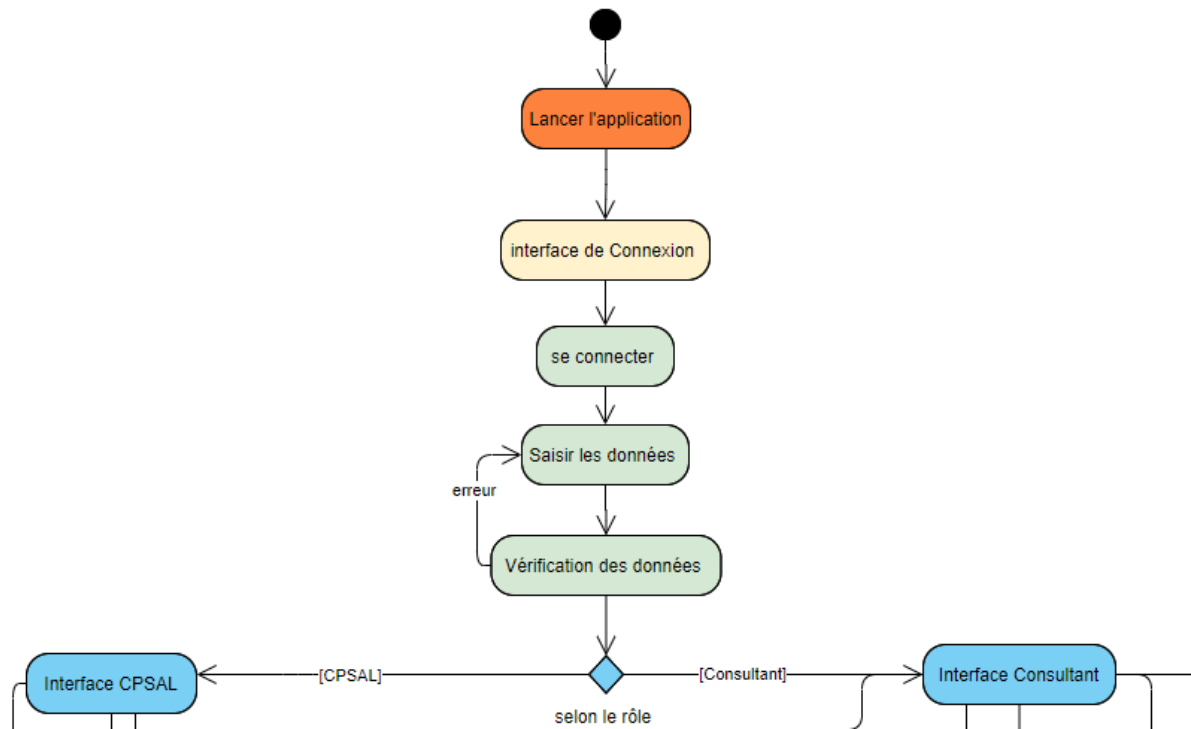 Lancer l'application
interface de Connexion
se connecter
Saisir les données
erreur
Vérification des données
Interface CPSAL
[CPSAL]
[Consultant]
Interface Consultant
selon le rôle